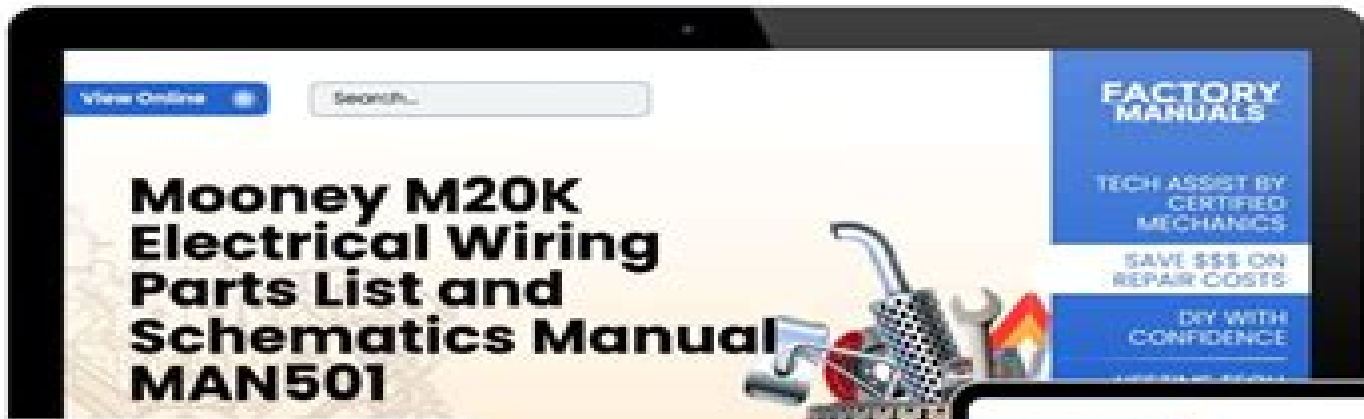 View Online
Search...
FACTORY
MANUALS
Mooney M20K
Electrical Wiring
Parts List and
Schematics Manual
MAN501
TECH ASSIST BY
CERTIFIED
MECHANICS
SAVE $$$ ON
REPAIR COSTS
DIY WITH
CONFIDENCE